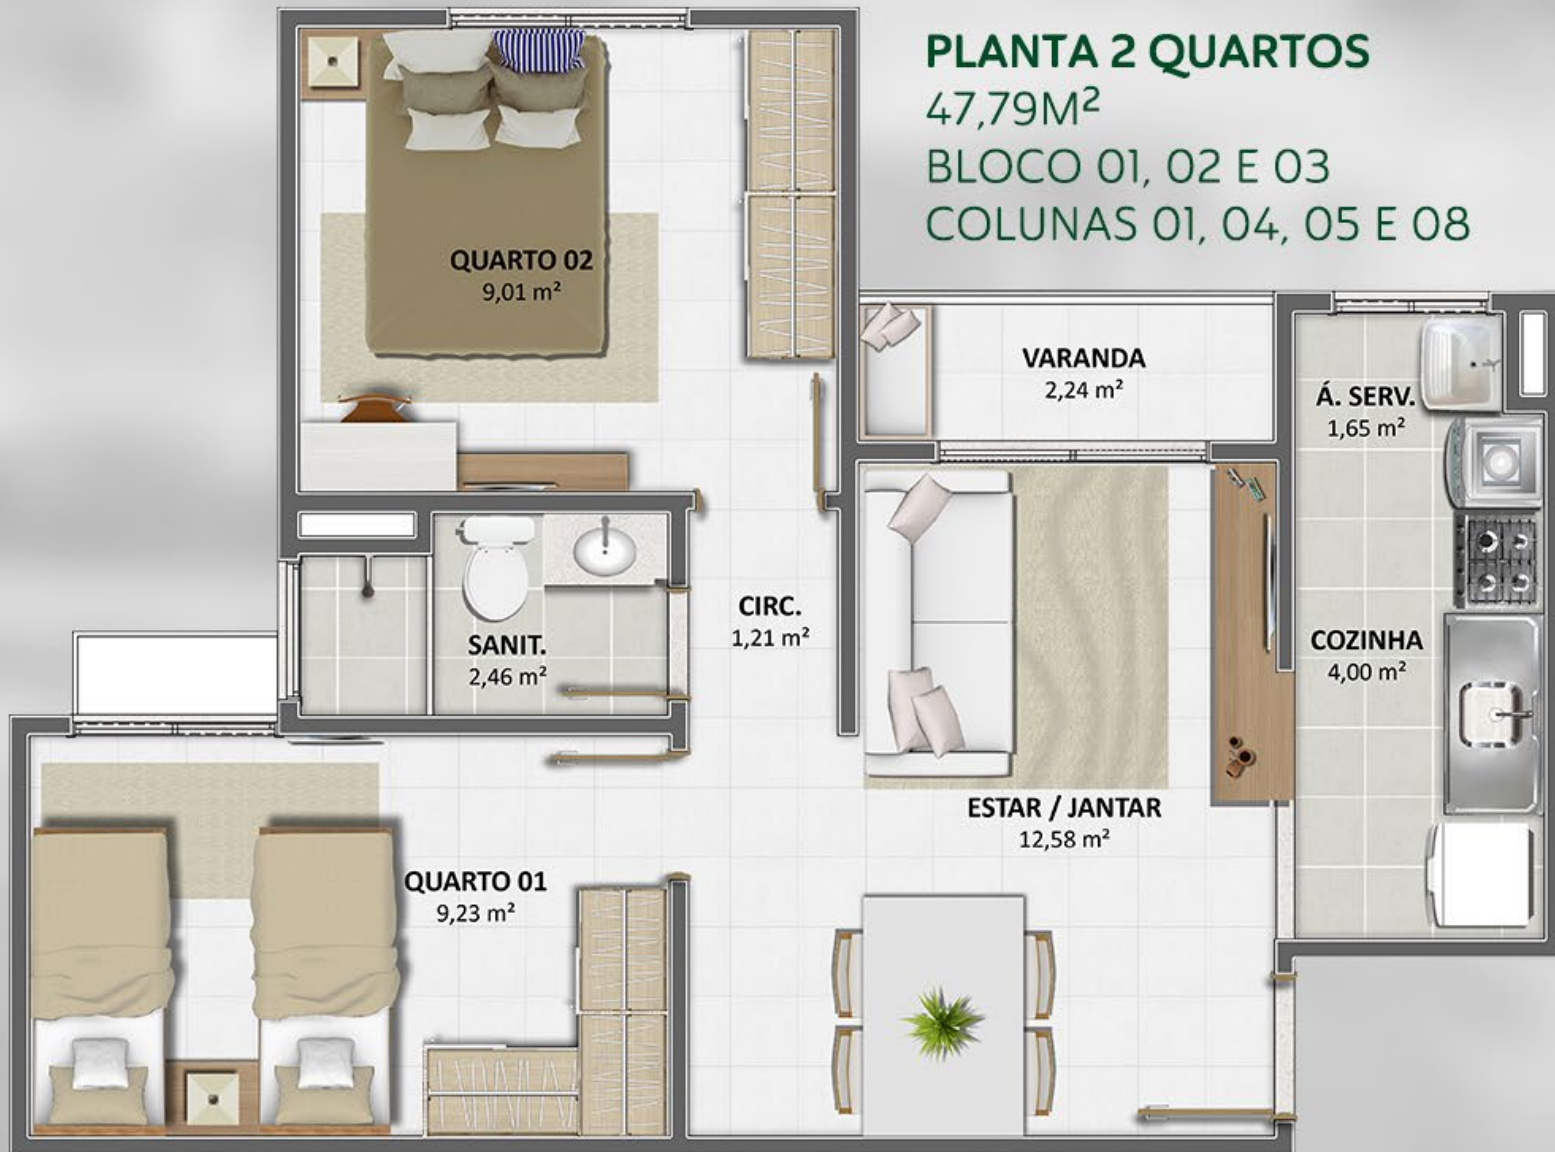 PLANTA 2 QUARTOS
47,79M²
BLOCO 01, 02 E 03
COLUNAS 01, 04, 05 E 08
QUARTO 02
9,01 m²
VARANDA
2,24 m²
Á. SERV.
1,65 m²
CIRC.
1,21 m²
SANIT.
2,46 m²
COZINHA
4,00 m²
ESTAR / JANTAR
12,58 m²
QUARTO 01
9,23 m²